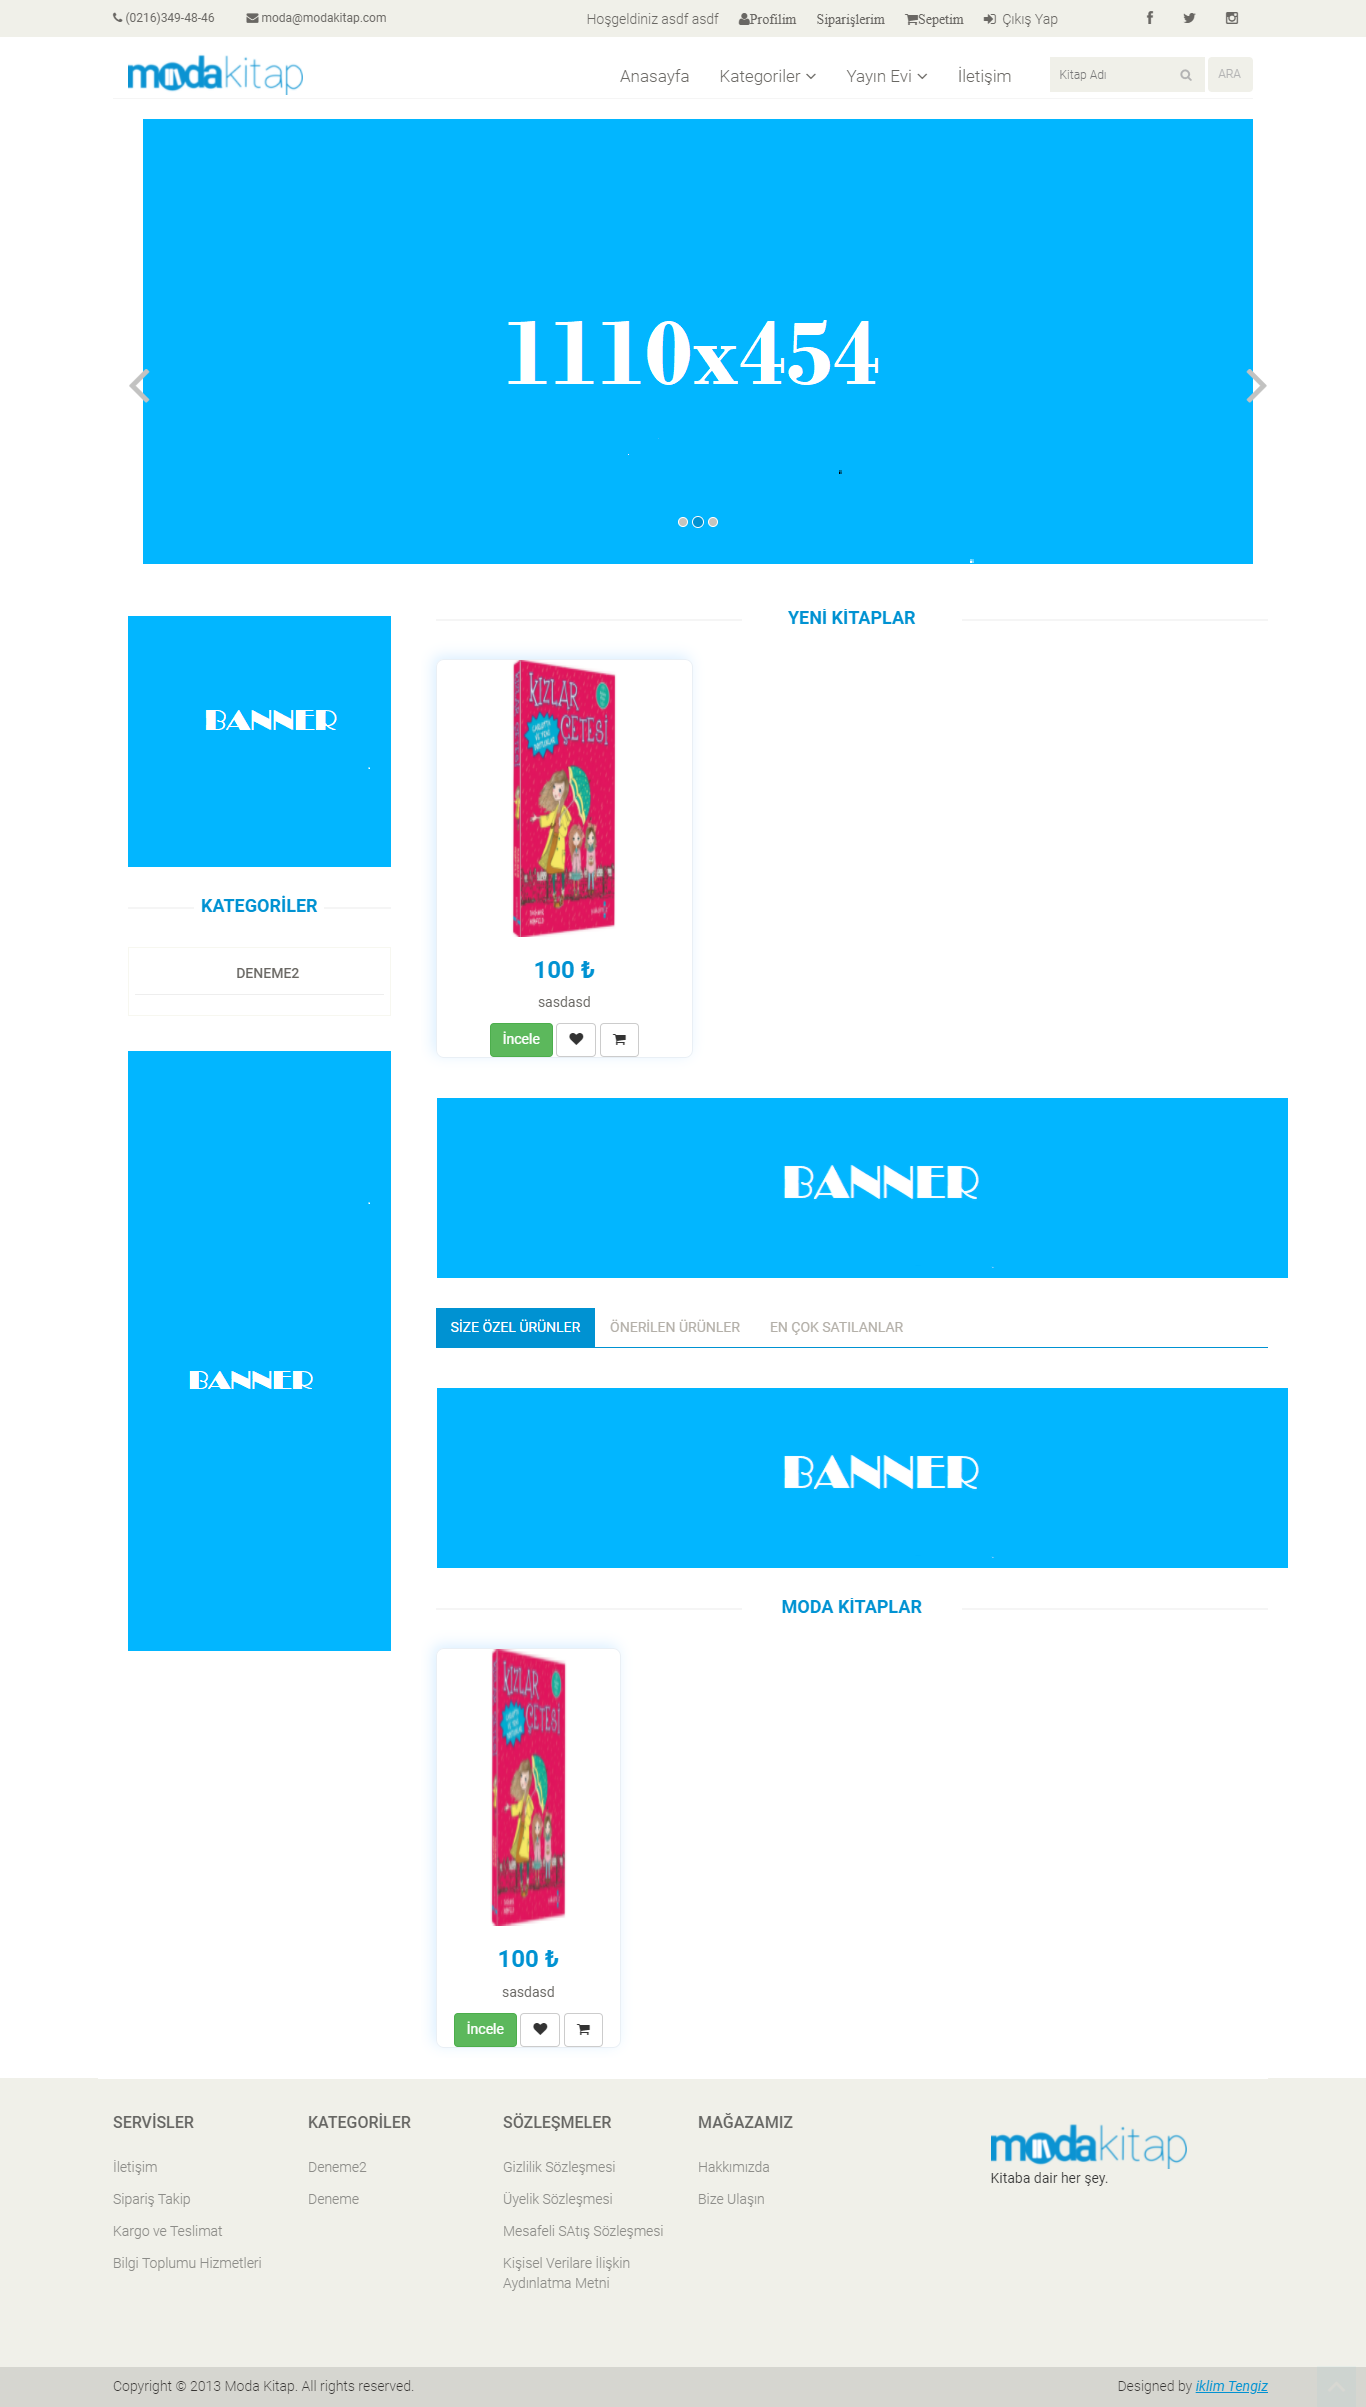 (0216)349-48-46 moda@modakitap.com Hoşgeldiniz asdf asdf Profilim Siparişlerim Sepetim Çıkış Yap
modakitap Anasayfa Kategoriler Yayın Evi İletişim Kitap Adı ARA
1110x454
YENİ KİTAPLAR
BANNER
KIZLAR
ÇETESİ
KATEGORİLER
DENEME2
100 ₺
sasdasd
İncele
BANNER
SİZE ÖZEL ÜRÜNLER ÖNERİLEN ÜRÜNLER EN ÇOK SATILANLAR
BANNER
BANNER
MODA KİTAPLAR
KIZLAR
ÇETESİ
100 ₺
sasdasd
İncele
SERVİSLER
İletişim
Sipariş Takip
Kargo ve Teslimat
Bilgi Toplumu Hizmetleri
KATEGORİLER
Deneme2
Deneme
SÖZLEŞMELER
Gizlilik Sözleşmesi
Üyelik Sözleşmesi
Mesafeli SAtış Sözleşmesi
Kişisel Verilare İlişkin
Aydınlatma Metni
MAĞAZAMIZ
Hakkımızda
Bize Ulaşın
modakitap
Kitaba dair her şey.
Copyright © 2013 Moda Kitap. All rights reserved. Designed by iklim Tengiz